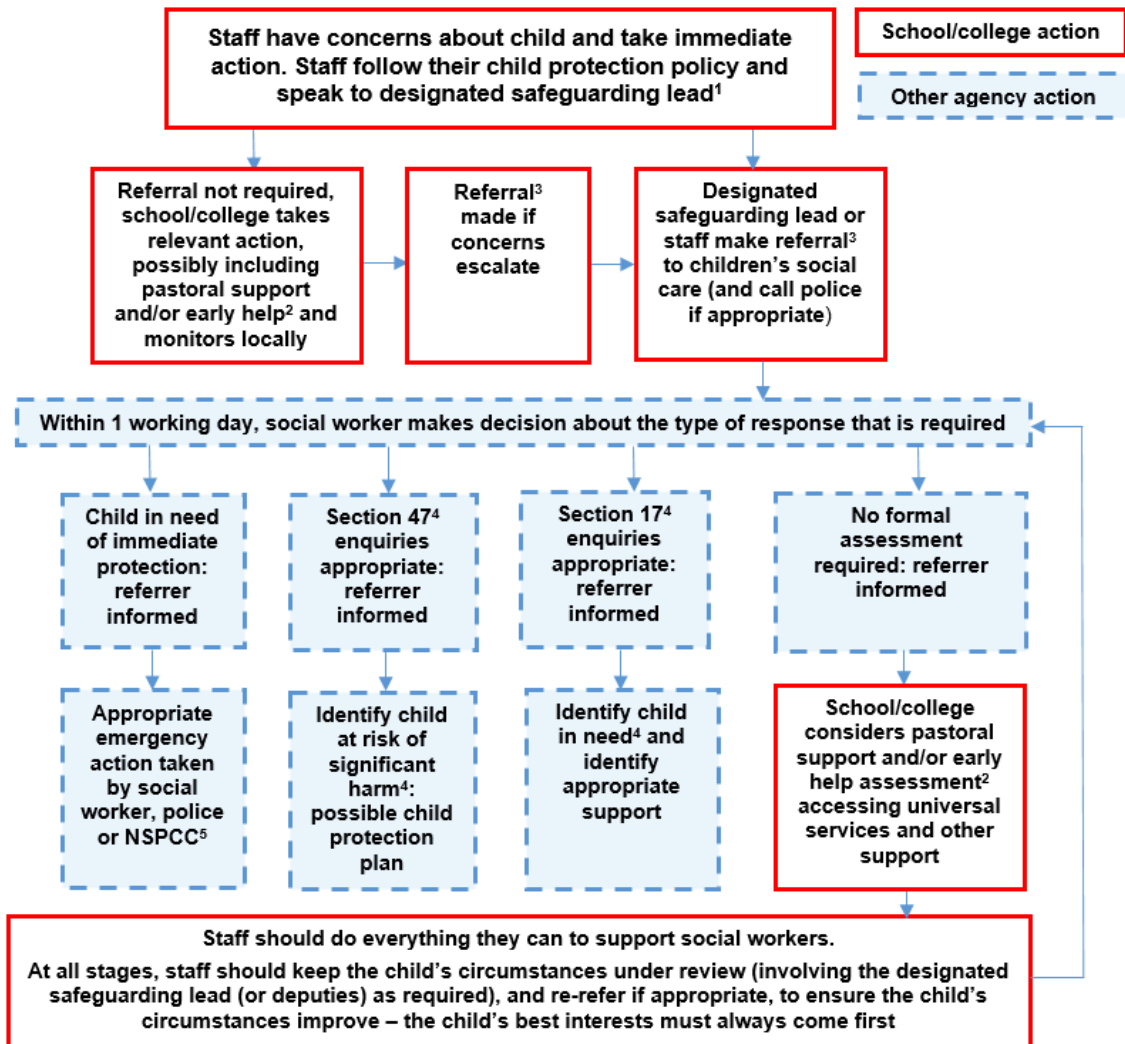 Staff have concerns about child and take immediate
action. Staff follow their child protection policy and
speak to designated safeguarding lead¹
School/college action
Other agency action
Referral not required,
school/college takes
relevant action,
possibly including
pastoral support
and/or early help² and
monitors locally
Referral³
made if
concerns
escalate
Designated
safeguarding lead or
staff make referral³
to children’s social
care (and call police
if appropriate)
Within 1 working day, social worker makes decision about the type of response that is required
Child in need
of immediate
protection:
referrer
informed
Section 47⁴
enquiries
appropriate:
referrer
informed
Section 17⁴
enquiries
appropriate:
referrer
informed
No formal
assessment
required: referrer
informed
Appropriate
emergency
action taken
by social
worker, police
or NSPCC⁵
Identify child
at risk of
significant
harm⁴:
possible child
protection
plan
Identify child
in need⁴ and
identify
appropriate
support
School/college
considers pastoral
support and/or early
help assessment²
accessing universal
services and other
support
Staff should do everything they can to support social workers.
At all stages, staff should keep the child’s circumstances under review (involving the designated
safeguarding lead (or deputies) as required), and re-refer if appropriate, to ensure the child’s
circumstances improve – the child’s best interests must always come first